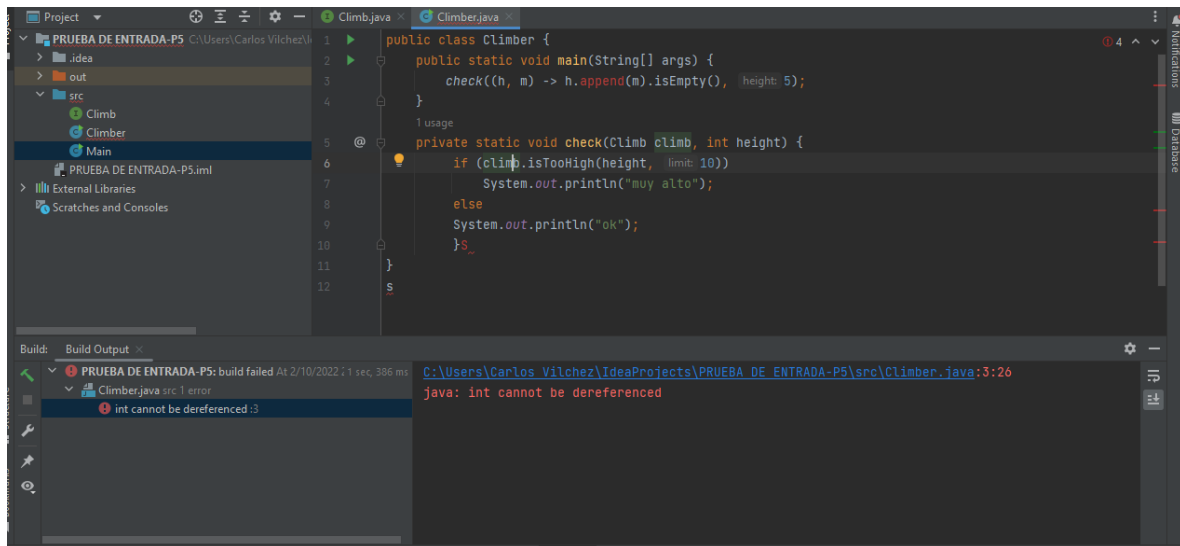 Project
Climb.java
Climber.java
PRUEBA DE ENTRADA-P5 C:\Users\Carlos Vilchez\I
.idea
out
src
Climb
Climber
Main
PRUEBA DE ENTRADA-P5.iml
External Libraries
Scratches and Consoles
1 public class Climber {
2 public static void main(String[] args) {
3 check((h, m) -> h.append(m).isEmpty(), height: 5);
4 }
1 usage
5 @ private static void check(Climb climb, int height) {
6 if (climb.isTooHigh(height, limit: 10))
7 System.out.println("muy alto");
8 else
9 System.out.println("ok");
10 }S
11 }
12 s
4
Notifications
Database
Build: Build Output
PRUEBA DE ENTRADA-P5: build failed At 2/10/2022 1 sec, 386 ms
Climber.java src 1 error
int cannot be dereferenced :3
C:\Users\Carlos Vilchez\IdeaProjects\PRUEBA DE ENTRADA-P5\src\Climber.java:3:26
java: int cannot be dereferenced